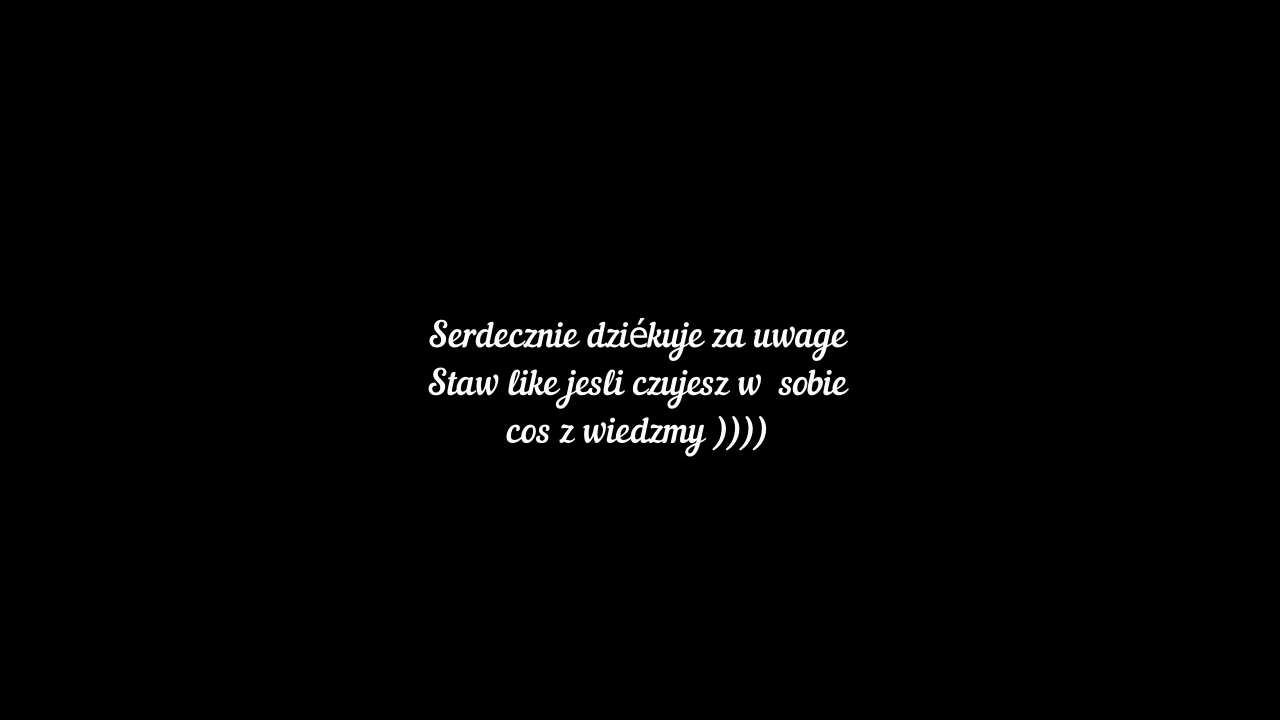 Serdecznie dziékuje za uwage
Staw like jesli czujesz w  sobie
cos z wiedzmy ))))